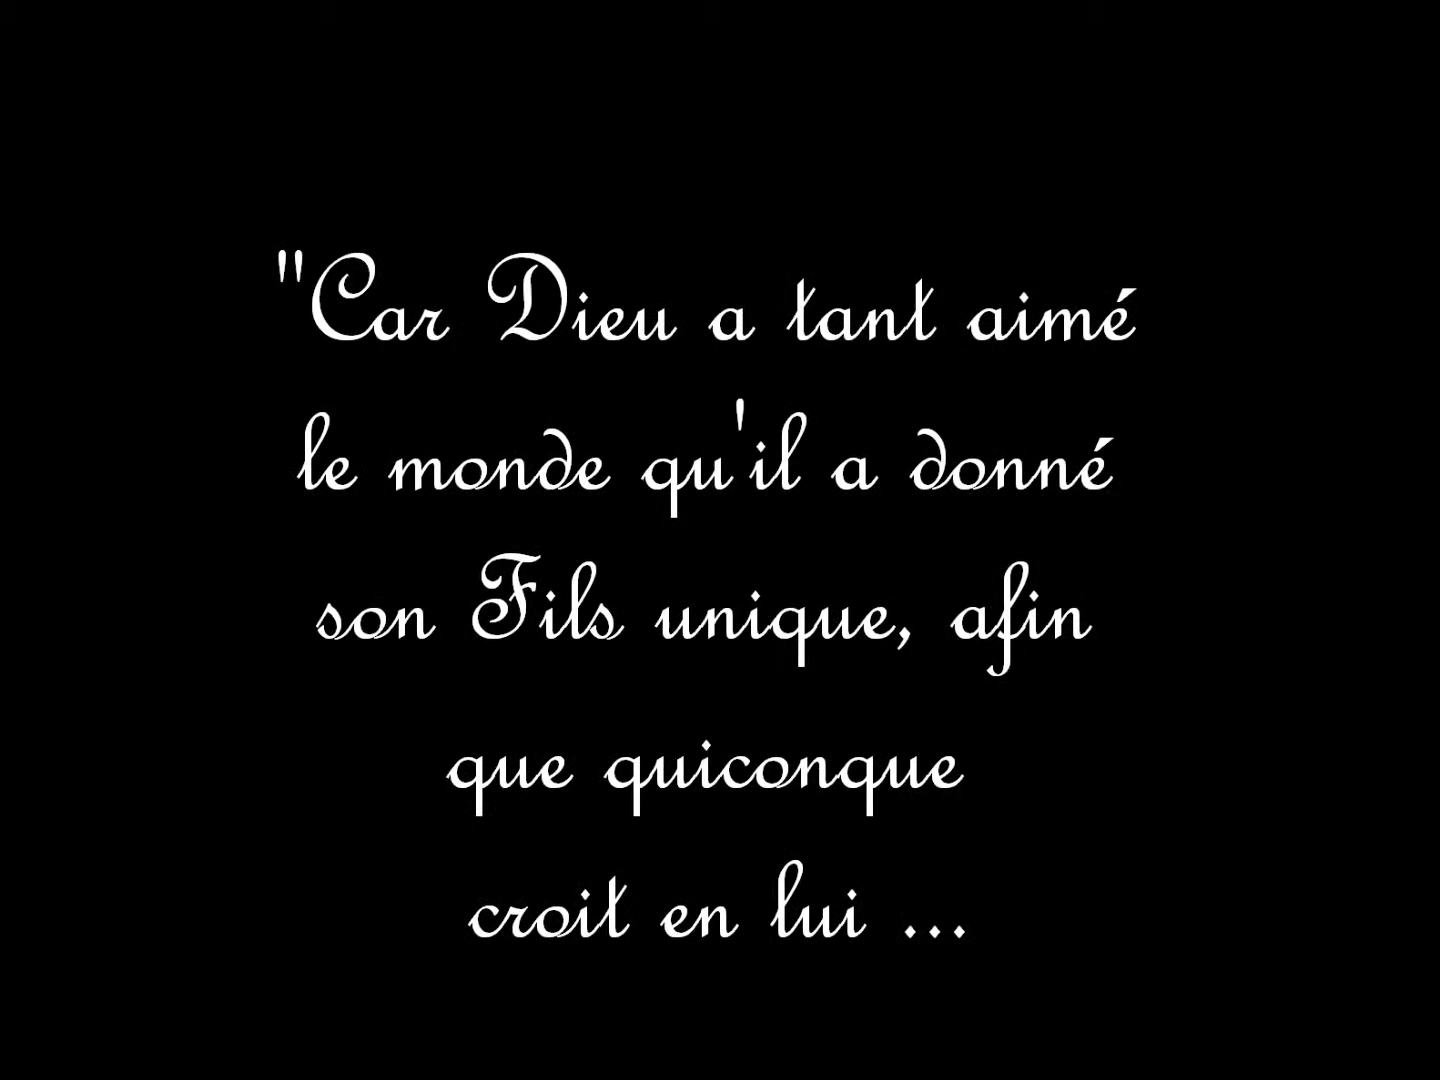 "Car Dieu a tant aimé
le monde qu'il a donné
son Fils unique, afin
que quiconque
croit en lui ...